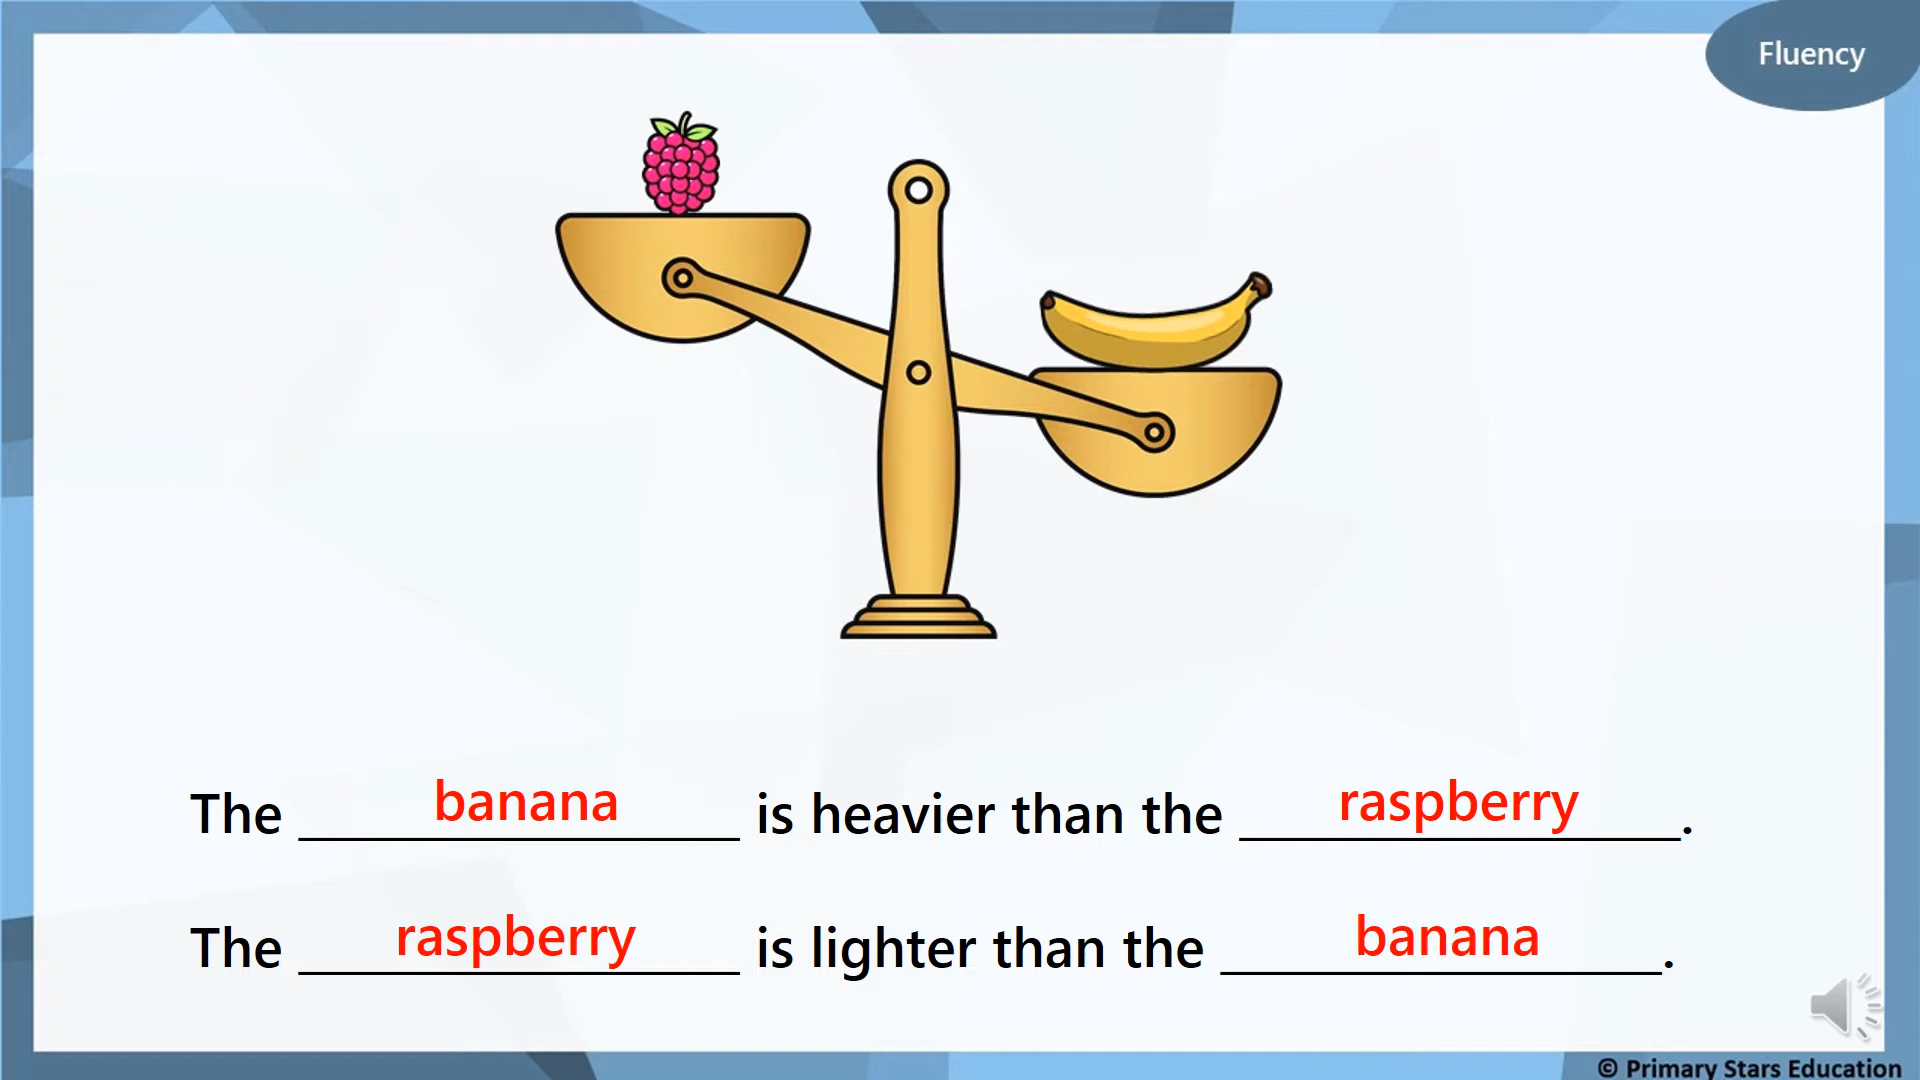 Fluency
The banana is heavier than the raspberry.
The raspberry is lighter than the banana.
© Primary Stars Education